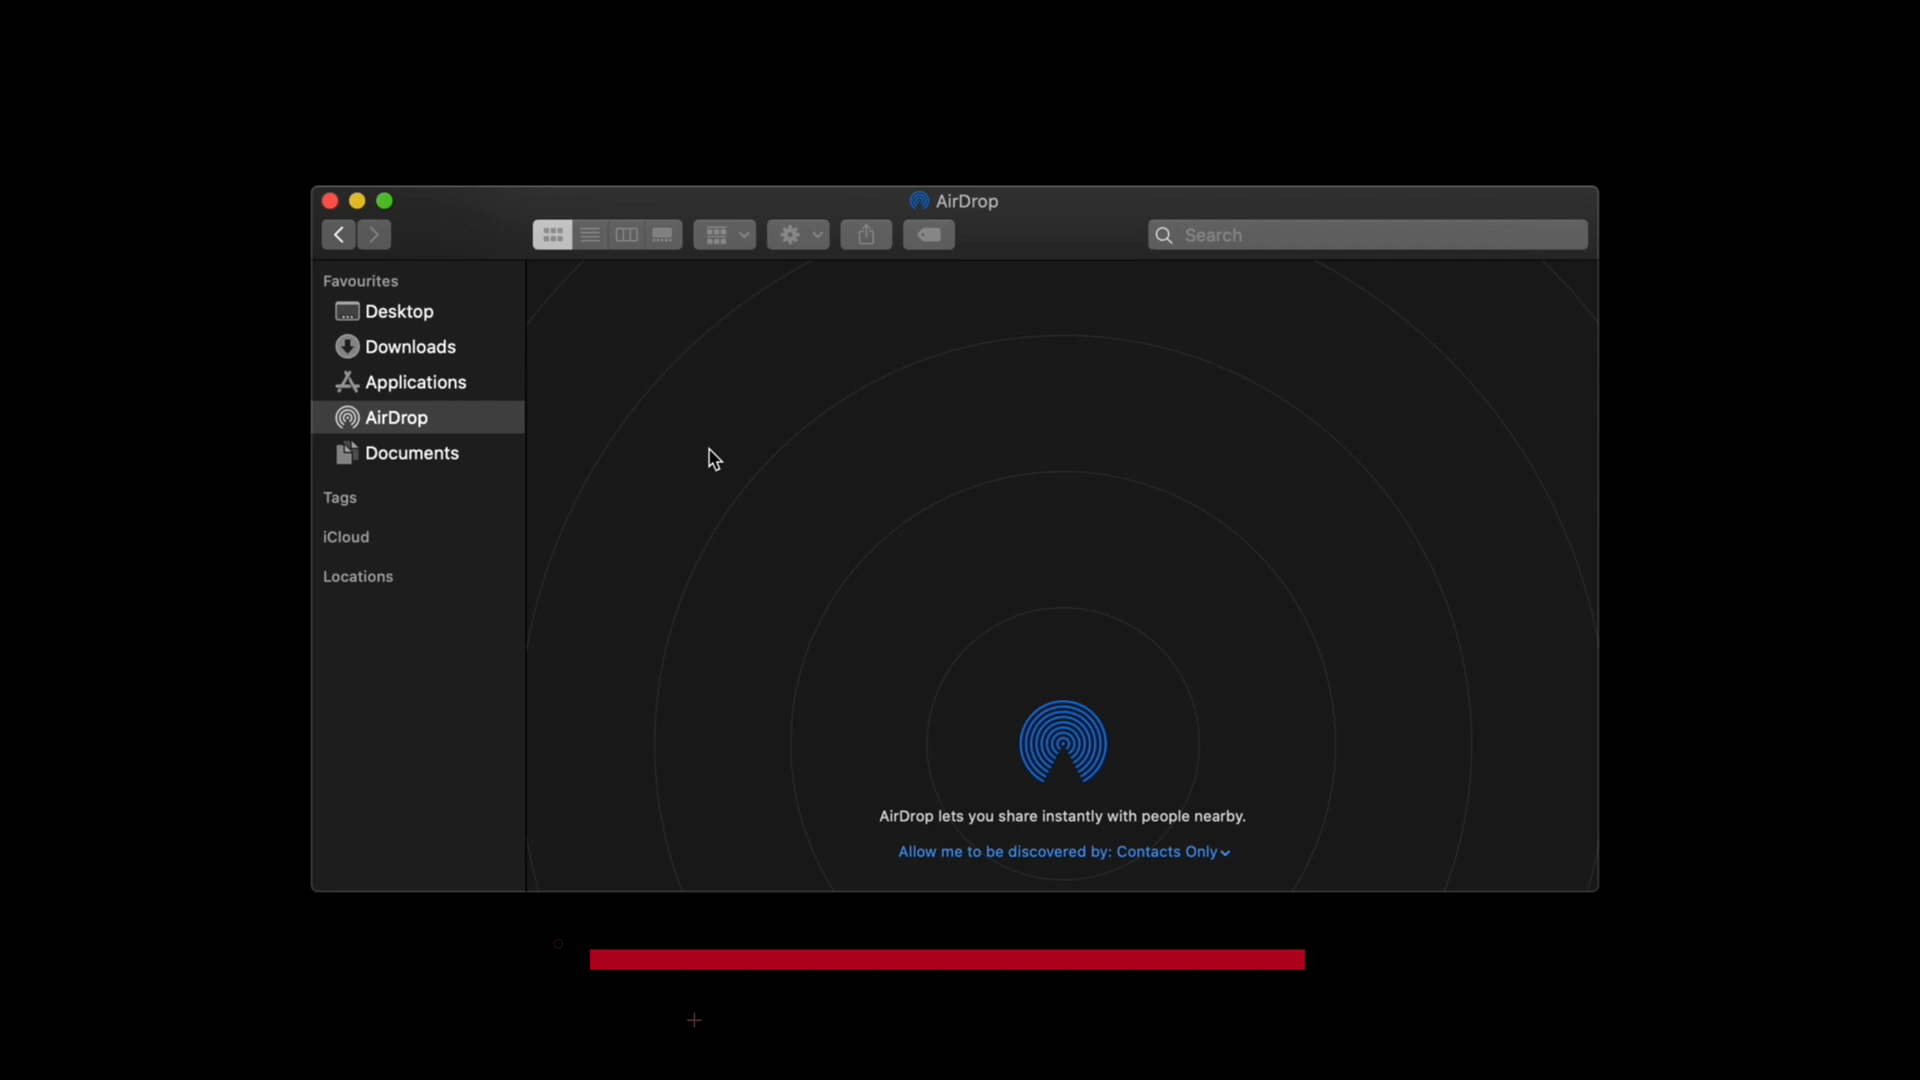 AirDrop
Search
Favourites
Desktop
Downloads
Applications
AirDrop
Documents
Tags
iCloud
Locations
AirDrop lets you share instantly with people nearby.
Allow me to be discovered by: Contacts Only